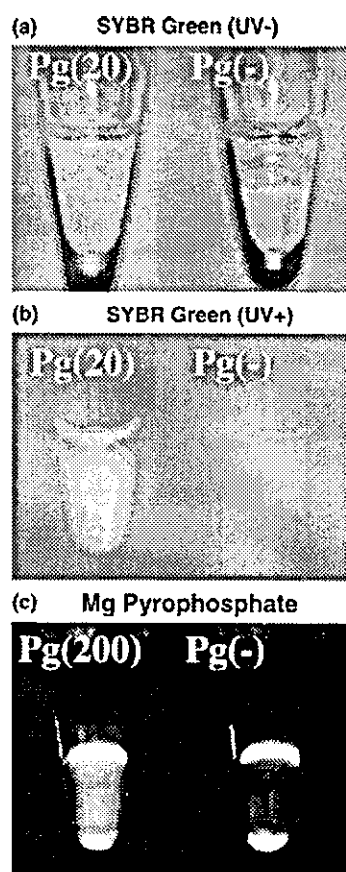 (a) SYBR Green (UV-)
Pg(20) Pg(-)
(b) SYBR Green (UV+)
Pg(20) Pg(-)
(c) Mg Pyrophosphate
Pg(200) Pg(-)